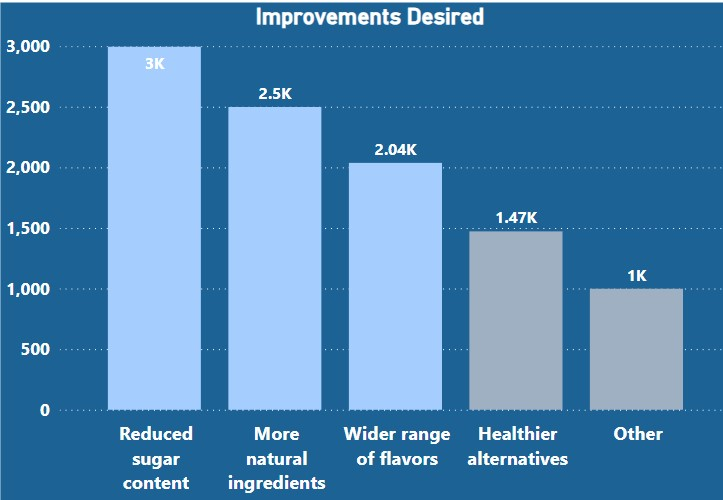 Improvements Desired
3,000
2,500
2,000
1,500
1,000
500
0
3K
2.5K
2.04K
1.47K
1K
Reduced
sugar
content
More
natural
ingredients
Wider range
of flavors
Healthier
alternatives
Other